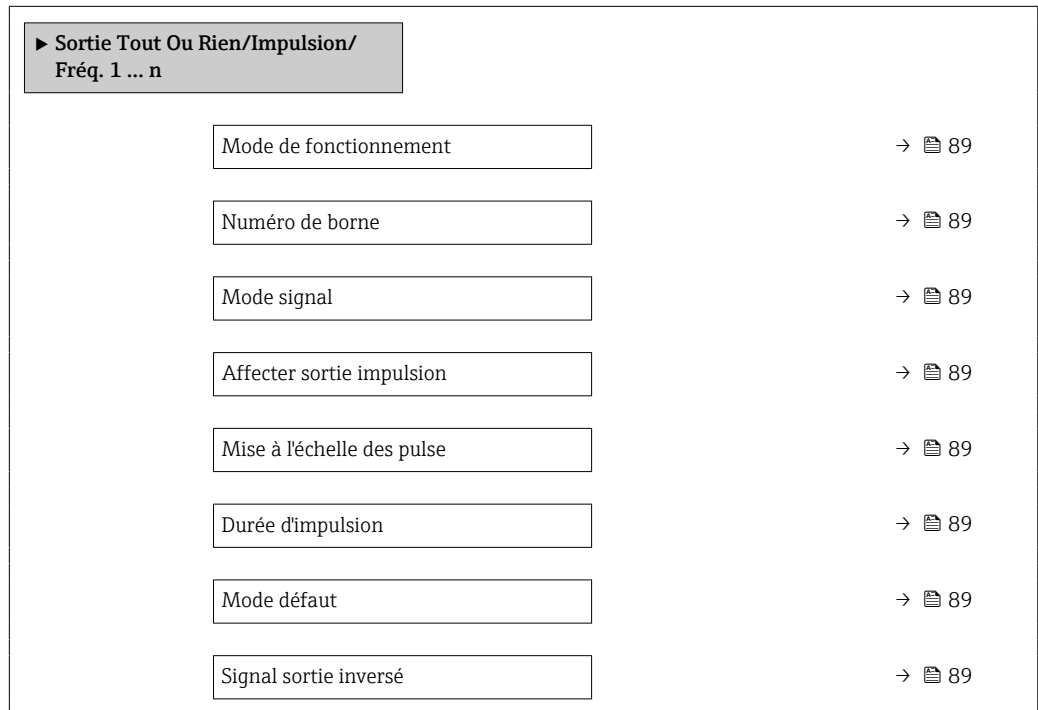 ▶ Sortie Tout Ou Rien/Impulsion/
Fréq. 1 … n
Mode de fonctionnement → 89
Numéro de borne → 89
Mode signal → 89
Affecter sortie impulsion → 89
Mise à l'échelle des pulse → 89
Durée d'impulsion → 89
Mode défaut → 89
Signal sortie inversé → 89